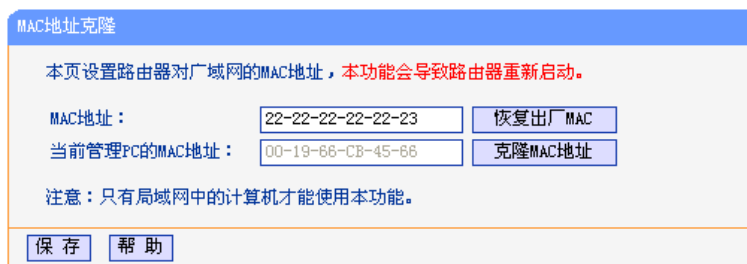 MAC地址克隆
本页设置路由器对广域网的MAC地址，本功能会导致路由器重新启动。
MAC地址： 22-22-22-22-22-23 恢复出厂MAC
当前管理PC的MAC地址： 00-19-66-CB-45-66 克隆MAC地址
注意：只有局域网中的计算机才能使用本功能。
保 存 帮 助